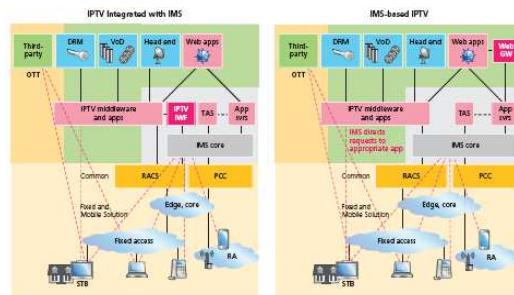 IPTV Integrated with IMS
Third-party
DRM
VoD
Head end
Web apps
OTT
IPTV middleware and apps
IPTV IWF
TAS
App svrs
IMS core
Common
RACS
PCC
Fixed and Mobile Solution
Edge, core
Fixed access
RA
STB
IMS-based IPTV
Third-party
DRM
VoD
Head end
Web apps
Web GW
OTT
IPTV middleware and apps
TAS
App svrs
IMS directs requests to appropriate app
IMS core
Common
RACS
PCC
Fixed and Mobile Solution
Edge, core
Fixed access
RA
STB